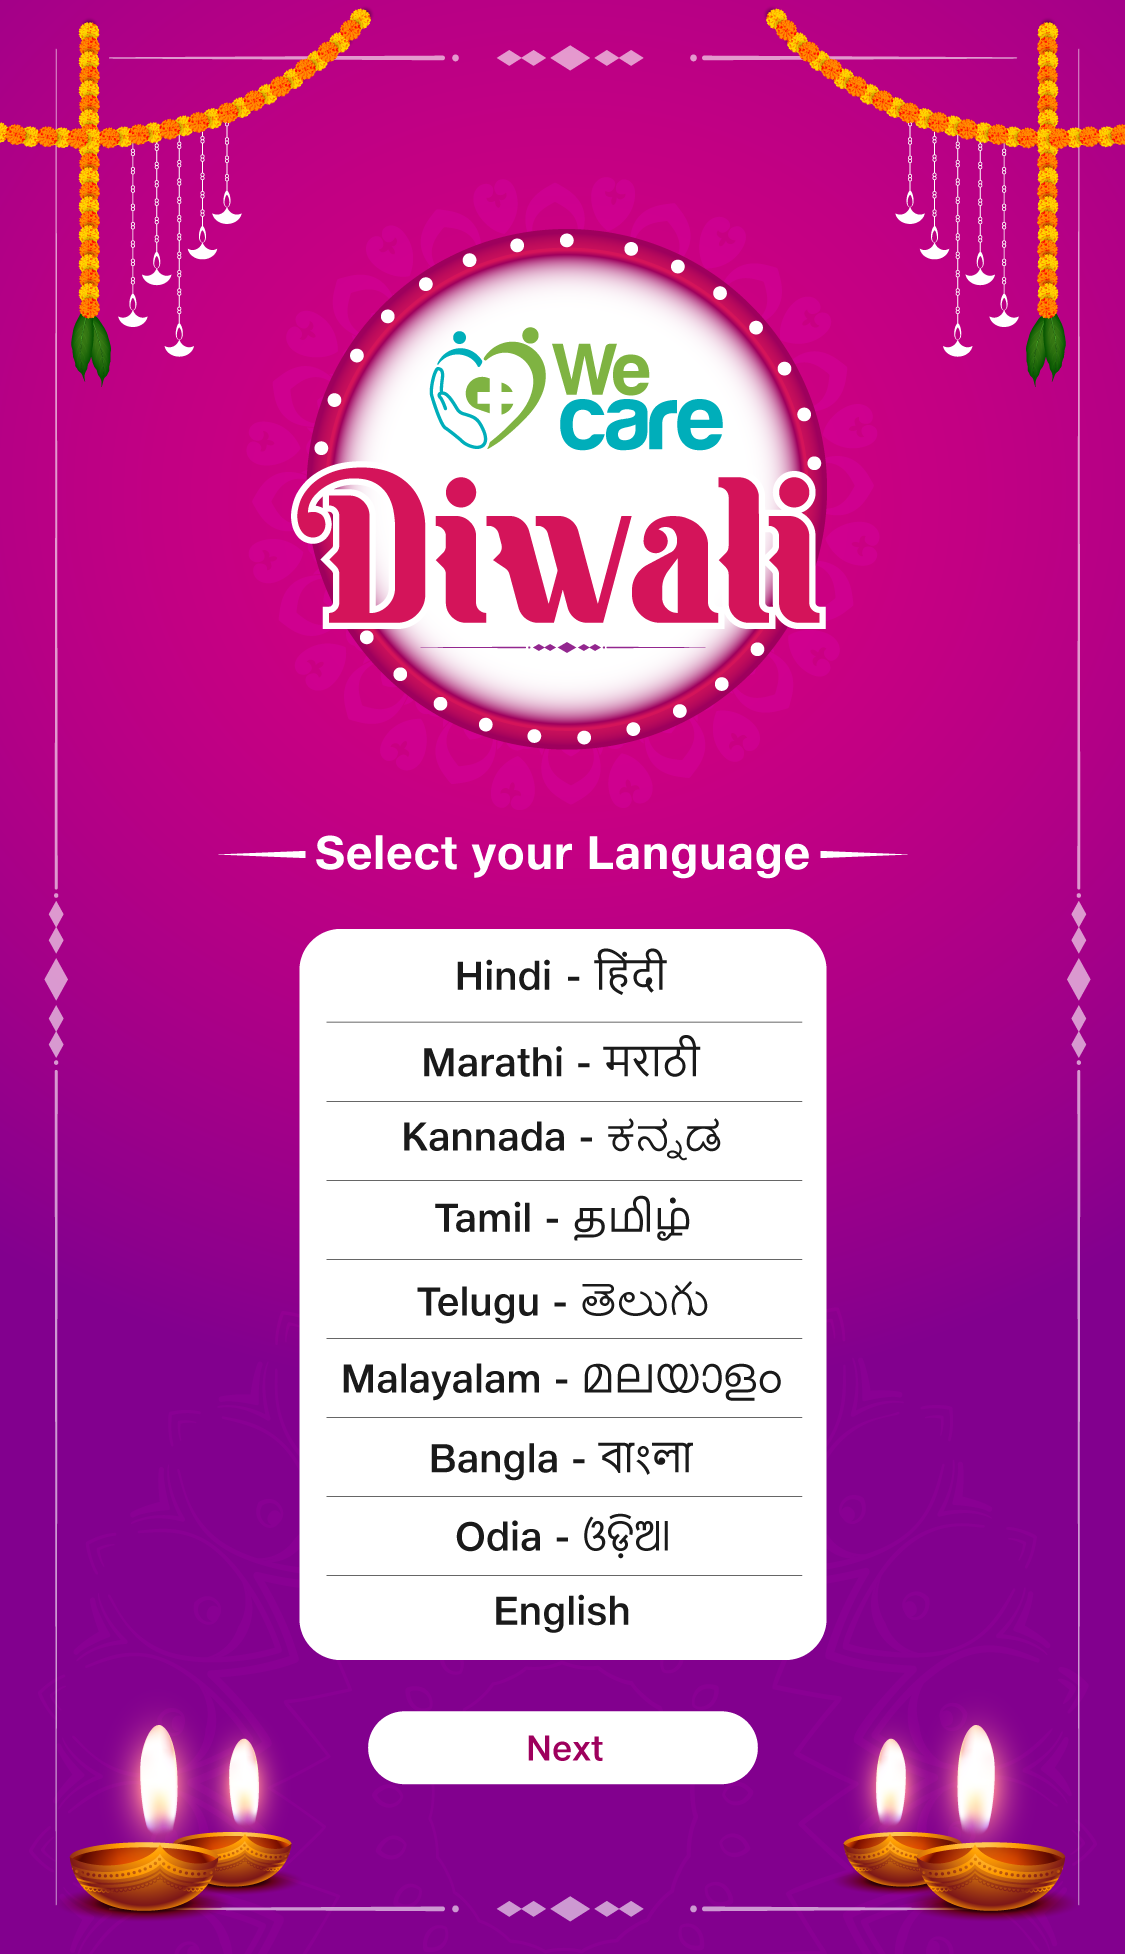 We
care
Diwali
Select your Language
Hindi - हिंदी
Marathi - मराठी
Kannada - ಕನ್ನಡ
Tamil - தமிழ்
Telugu - తెలుగు
Malayalam - മലയാളം
Bangla - বাংলা
Odia - ଓଡ଼ିଆ
English
Next